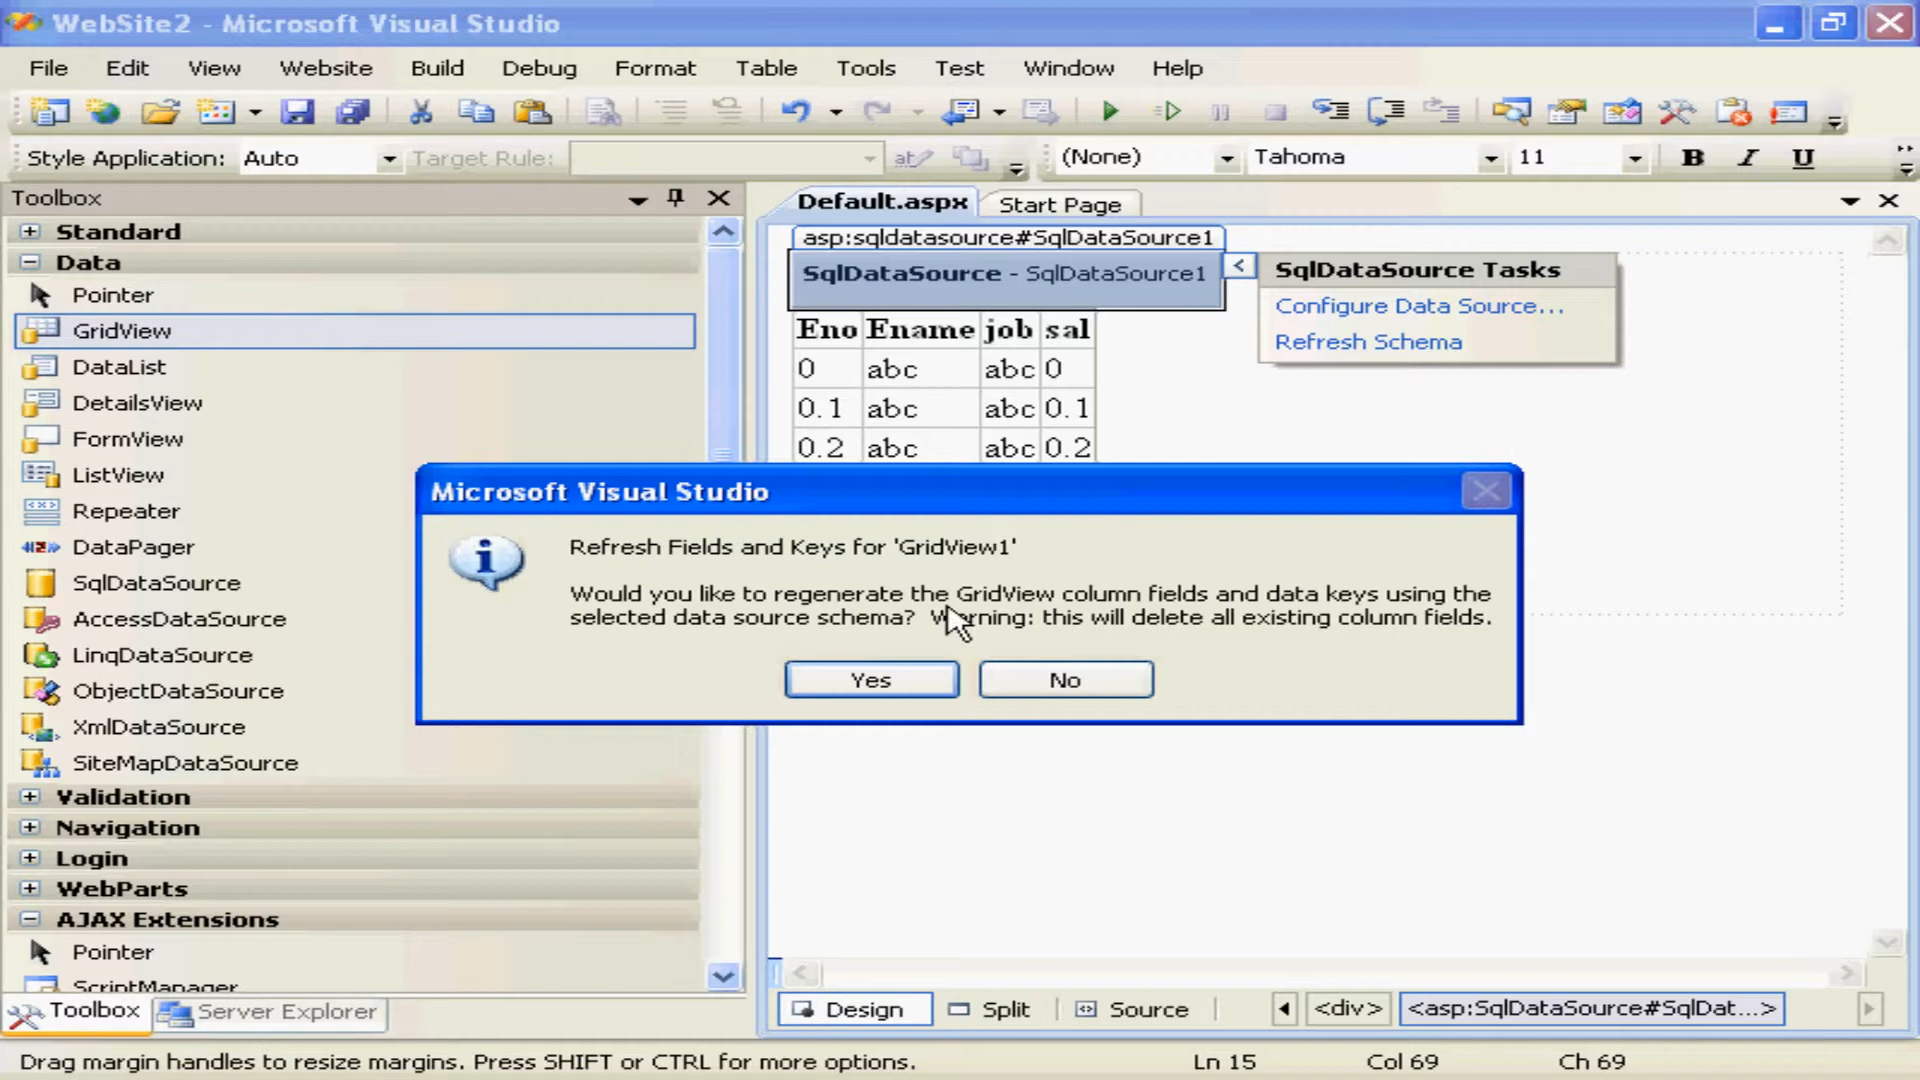 WebSite2 - Microsoft Visual Studio
File Edit View Website Build Debug Format Table Tools Test Window Help
Style Application: Auto Target Rule: (None) Tahoma 11 B I U
Toolbox
Standard
Data
Pointer
GridView
DataList
DetailsView
FormView
ListView
Repeater
DataPager
SqlDataSource
AccessDataSource
LinqDataSource
ObjectDataSource
XmlDataSource
SiteMapDataSource
Validation
Navigation
Login
WebParts
AJAX Extensions
Pointer
ScriptManager
Toolbox Server Explorer
Default.aspx Start Page
asp:sqldatasource#SqlDataSource1
SqlDataSource - SqlDataSource1
SqlDataSource Tasks
Configure Data Source...
Refresh Schema
Eno Ename job sal
0 abc abc 0
0.1 abc abc 0.1
0.2 abc abc 0.2
Microsoft Visual Studio
Refresh Fields and Keys for 'GridView1'
Would you like to regenerate the GridView column fields and data keys using the
selected data source schema? Warning: this will delete all existing column fields.
Yes No
Design Split Source <div> <asp:SqlDataSource#SqlDat...>
Drag margin handles to resize margins. Press SHIFT or CTRL for more options. Ln 15 Col 69 Ch 69